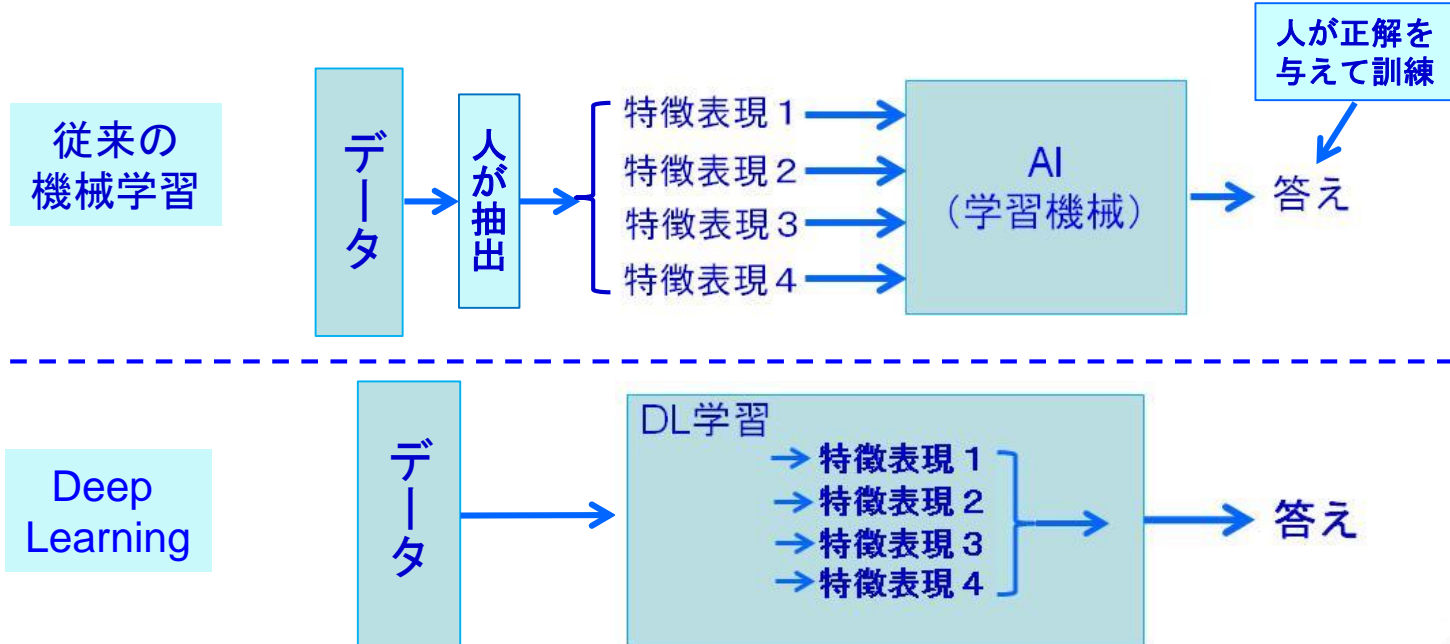 人が正解を
与えて訓練
従来の
機械学習
データ
人が抽出
特徴表現1
特徴表現2
特徴表現3
特徴表現4
AI
(学習機械)
答え
Deep
Learning
データ
DL学習
特徴表現1
特徴表現2
特徴表現3
特徴表現4
答え